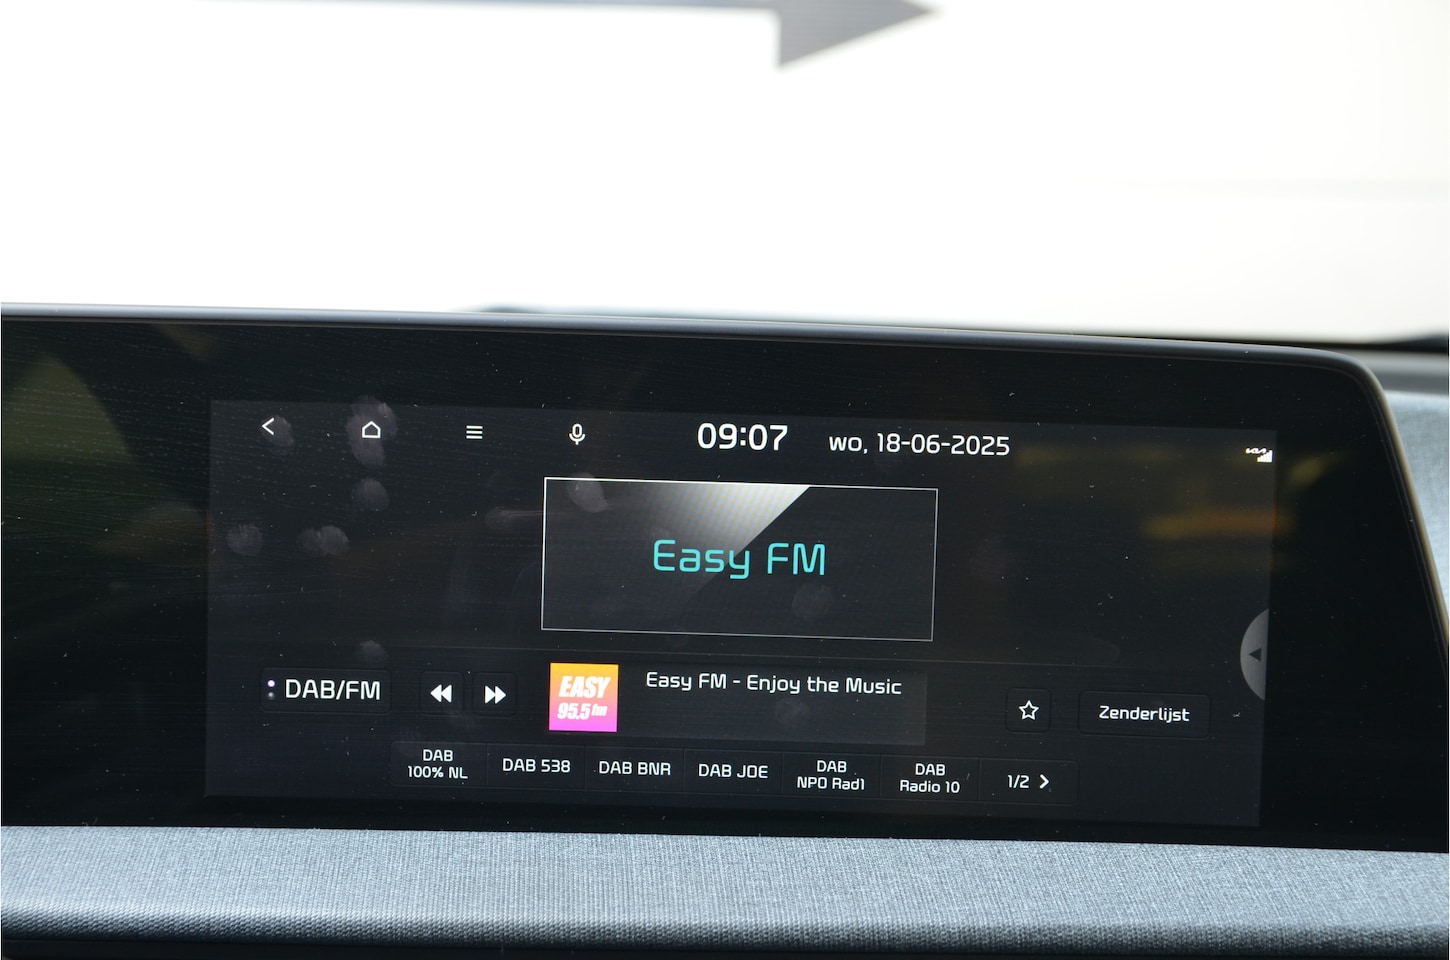 09:07 wo, 18-06-2025
KIA
Easy FM
DAB/FM
EASY
95.5 fm
Easy FM - Enjoy the Music
Zenderlijst
DAB
100% NL
DAB 538
DAB BNR
DAB JOE
DAB
NPO Rad1
DAB
Radio 10
1/2